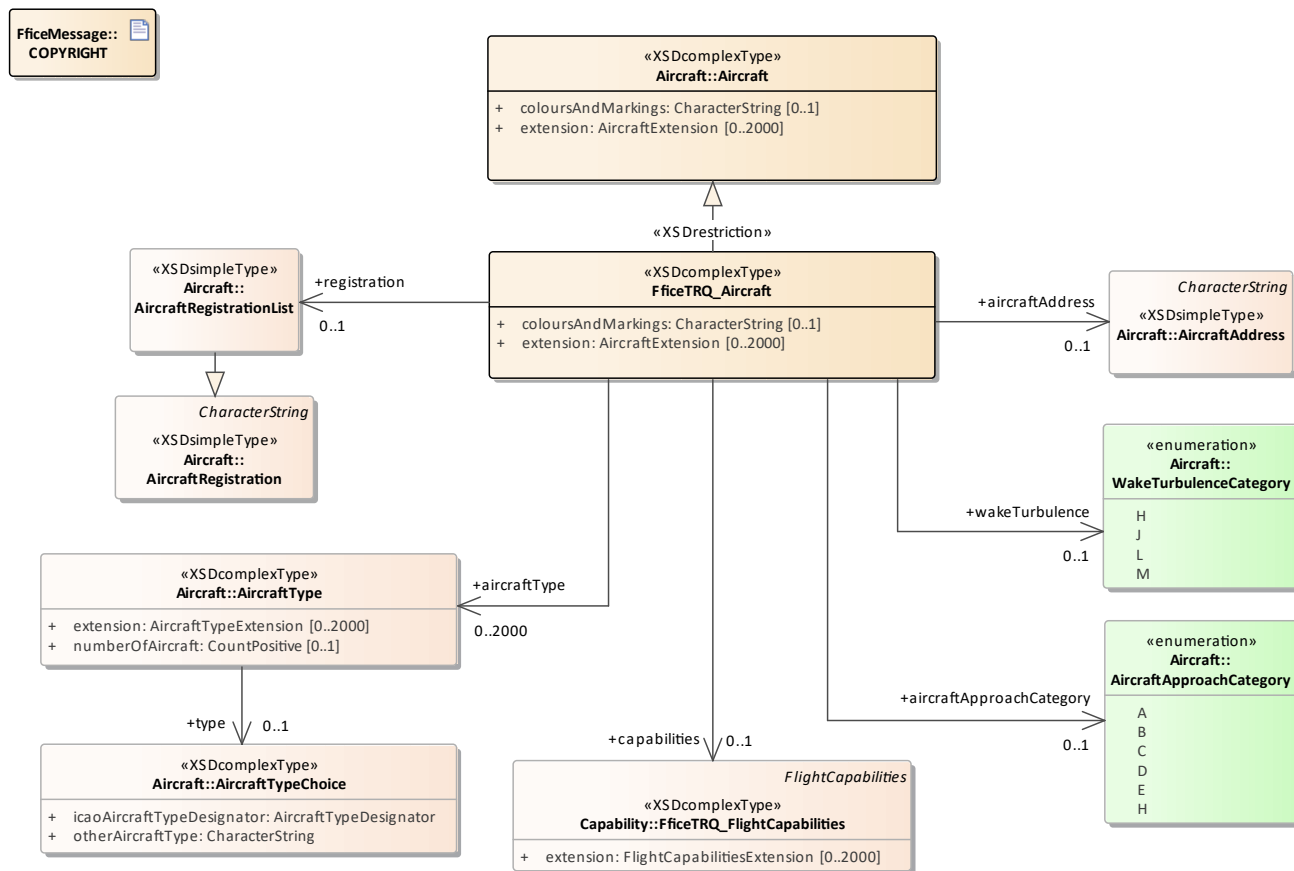 FficeMessage::
COPYRIGHT
«XSDcomplexType»
Aircraft::Aircraft
+ coloursAndMarkings: CharacterString [0..1]
+ extension: AircraftExtension [0..2000]
«XSDrestriction»
«XSDsimpleType»
Aircraft::
AircraftRegistrationList
+registration
0..1
«XSDcomplexType»
FficeTRQ_Aircraft
+ coloursAndMarkings: CharacterString [0..1]
+ extension: AircraftExtension [0..2000]
+aircraftAddress
0..1
CharacterString
«XSDsimpleType»
Aircraft::AircraftAddress
CharacterString
«XSDsimpleType»
Aircraft::
AircraftRegistration
«enumeration»
Aircraft::
WakeTurbulenceCategory
H
J
L
M
+wakeTurbulence
0..1
«XSDcomplexType»
Aircraft::AircraftType
+ extension: AircraftTypeExtension [0..2000]
+ numberOfAircraft: CountPositive [0..1]
+aircraftType
0..2000
«enumeration»
Aircraft::
AircraftApproachCategory
A
B
C
D
E
H
+aircraftApproachCategory
0..1
+type
0..1
+capabilities
0..1
«XSDcomplexType»
Aircraft::AircraftTypeChoice
+ icaoAircraftTypeDesignator: AircraftTypeDesignator
+ otherAircraftType: CharacterString
FlightCapabilities
«XSDcomplexType»
Capability::FficeTRQ_FlightCapabilities
+ extension: FlightCapabilitiesExtension [0..2000]